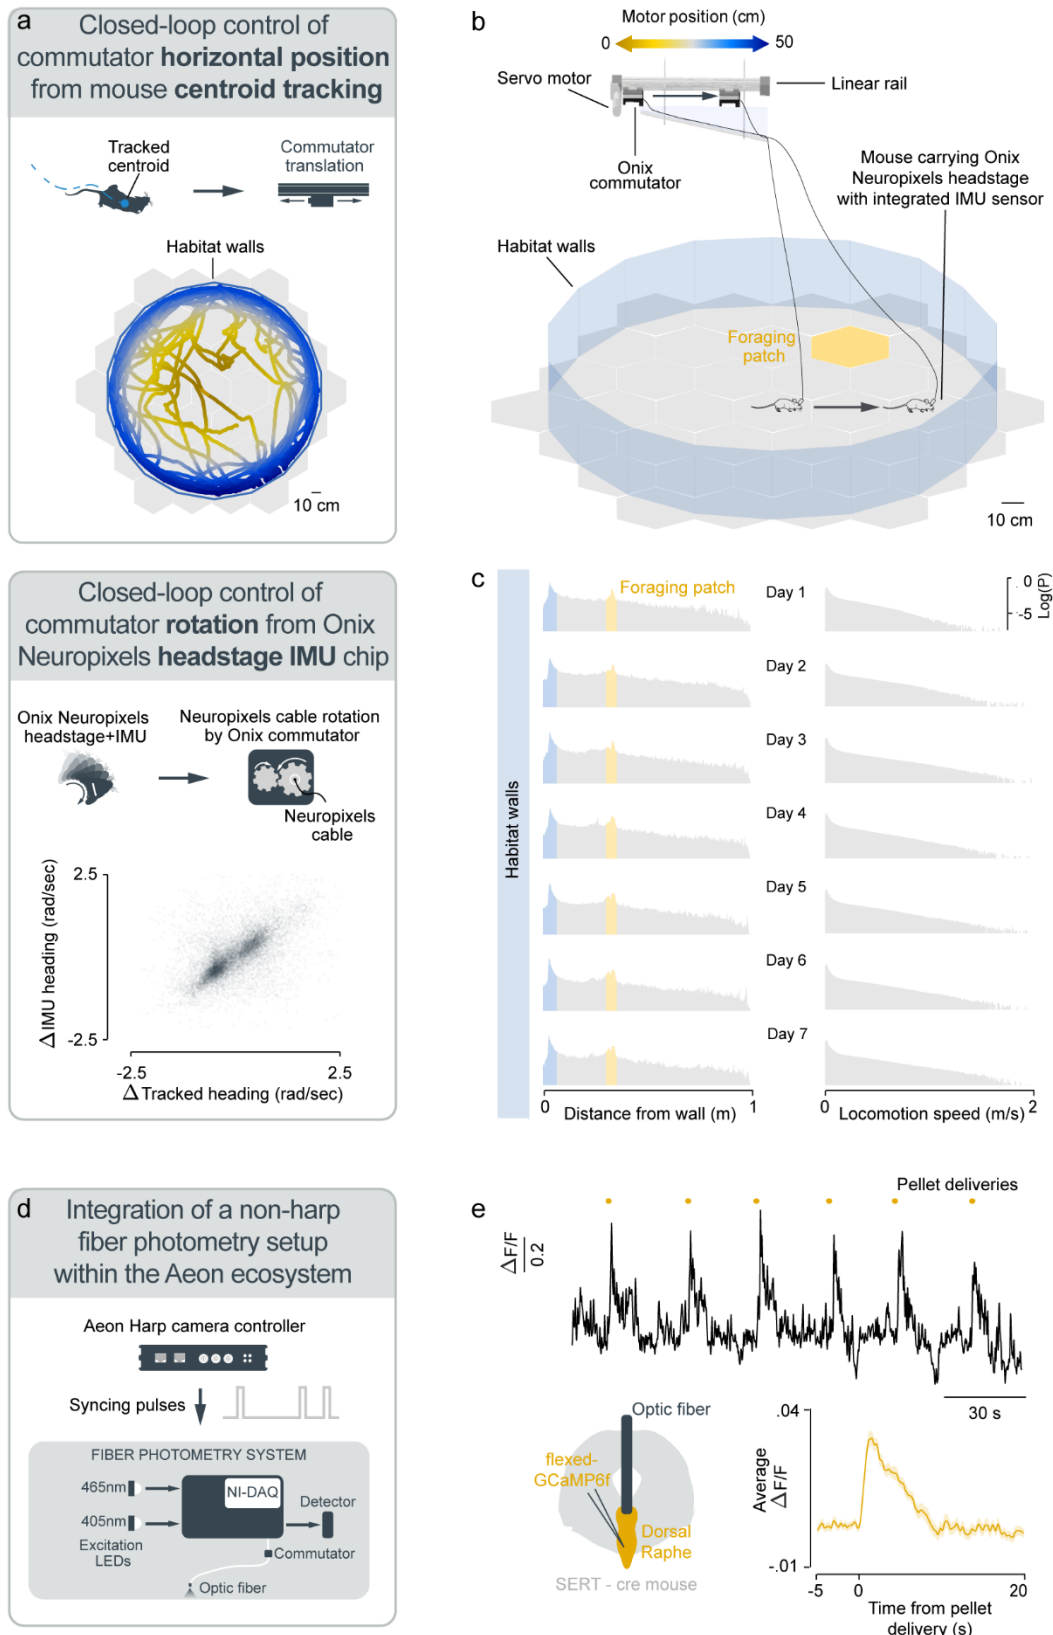 a
Closed-loop control of
commutator horizontal position
from mouse centroid tracking
Tracked
centroid
Commutator
translation
Habitat walls
10 cm
b
Motor position (cm)
0
50
Servo motor
Linear rail
Onix
commutator
Mouse carrying Onix
Neuropixels headstage
with integrated IMU sensor
Habitat walls
Foraging
patch
10 cm
Closed-loop control of
commutator rotation from Onix
Neuropixels headstage IMU chip
Onix Neuropixels
headstage+IMU
Neuropixels cable rotation
by Onix commutator
Neuropixels
cable
2.5
ΔIMU heading (rad/sec)
-2.5
-2.5
2.5
Δ Tracked heading (rad/sec)
c
Habitat walls
Foraging patch
Day 1
0
-5
Log(P)
Day 2
Day 3
Day 4
Day 5
Day 6
Day 7
0
1
Distance from wall (m)
0
2
Locomotion speed (m/s)
d
Integration of a non-harp
fiber photometry setup
within the Aeon ecosystem
Aeon Harp camera controller
Syncing pulses
FIBER PHOTOMETRY SYSTEM
465nm
NI-DAQ
405nm
Detector
Excitation
LEDs
Commutator
Optic fiber
e
Pellet deliveries
ΔF/F
0.2
30 s
Optic fiber
flexed-
GCaMP6f
Dorsal
Raphe
SERT - cre mouse
.04
Average
ΔF/F
-.01
-5
0
20
Time from pellet
delivery (s)